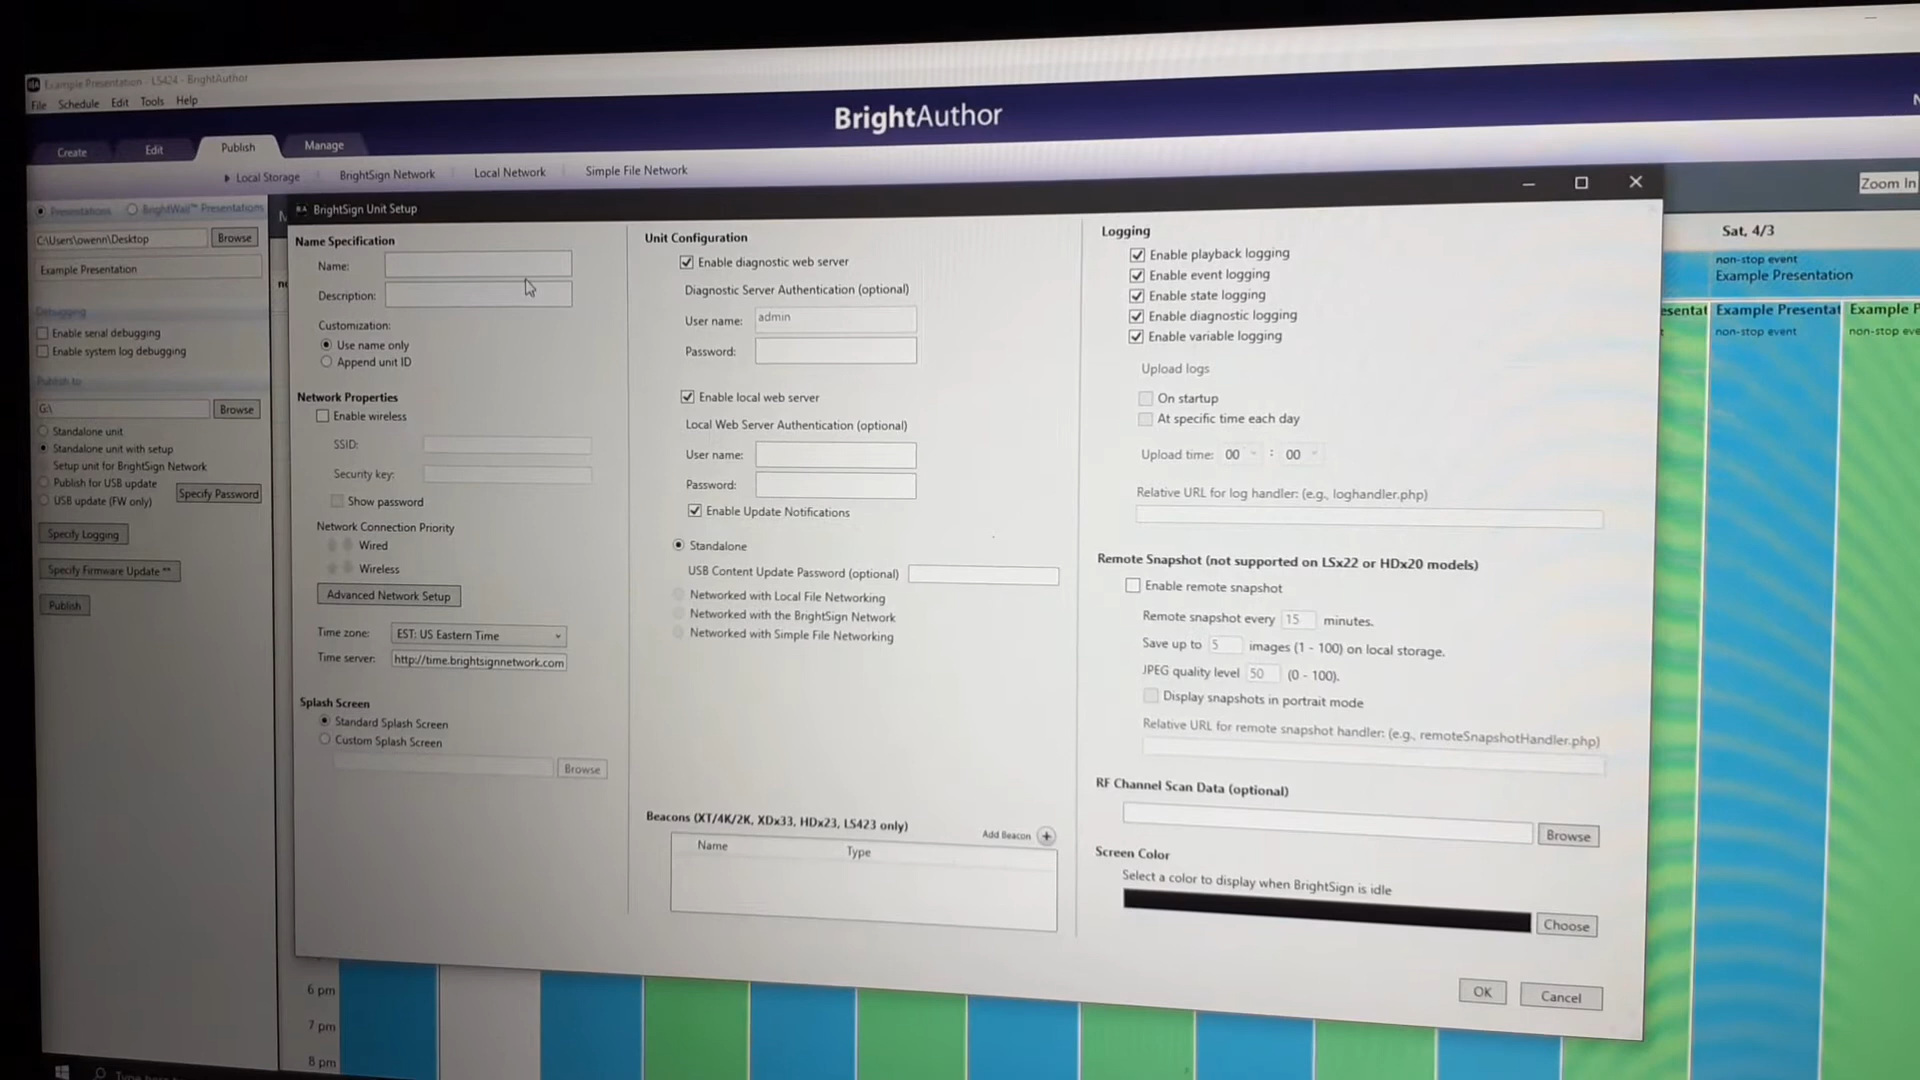 Example Presentation - LS424 - BrightAuthor
File Schedule Edit Tools Help
BrightAuthor
Create Edit Publish Manage
Local Storage BrightSign Network Local Network Simple File Network
Presentations BrightWall™ Presentations
C:\Users\owenn\Desktop Browse
Example Presentation
Debugging
Enable serial debugging
Enable system log debugging
Publish to
G:\ Browse
Standalone unit
Standalone unit with setup
Setup unit for BrightSign Network
Publish for USB update
USB update (FW only) Specify Password
Specify Logging
Specify Firmware Update **
Publish
BrightSign Unit Setup
Name Specification
Name:
Description:
Customization:
Use name only
Append unit ID
Network Properties
Enable wireless
SSID:
Security key:
Show password
Network Connection Priority
Wired
Wireless
Advanced Network Setup
Time zone: EST: US Eastern Time
Time server: http://time.brightsignnetwork.com
Splash Screen
Standard Splash Screen
Custom Splash Screen
Browse
Unit Configuration
Enable diagnostic web server
Diagnostic Server Authentication (optional)
User name: admin
Password:
Enable local web server
Local Web Server Authentication (optional)
User name:
Password:
Enable Update Notifications
Standalone
USB Content Update Password (optional)
Networked with Local File Networking
Networked with the BrightSign Network
Networked with Simple File Networking
Beacons (XT/4K/2K, XDx33, HDx23, LS423 only)
Add Beacon
Name Type
Logging
Enable playback logging
Enable event logging
Enable state logging
Enable diagnostic logging
Enable variable logging
Upload logs
On startup
At specific time each day
Upload time: 00 : 00
Relative URL for log handler: (e.g., loghandler.php)
Remote Snapshot (not supported on LSx22 or HDx20 models)
Enable remote snapshot
Remote snapshot every 15 minutes.
Save up to 5 images (1 - 100) on local storage.
JPEG quality level 50 (0 - 100).
Display snapshots in portrait mode
Relative URL for remote snapshot handler: (e.g., remoteSnapshotHandler.php)
RF Channel Scan Data (optional)
Browse
Screen Color
Select a color to display when BrightSign is idle
Choose
OK Cancel
Zoom In
Sat, 4/3
non-stop event
Example Presentation
Example Presentat
non-stop event
Example P
6 pm
7 pm
8 pm